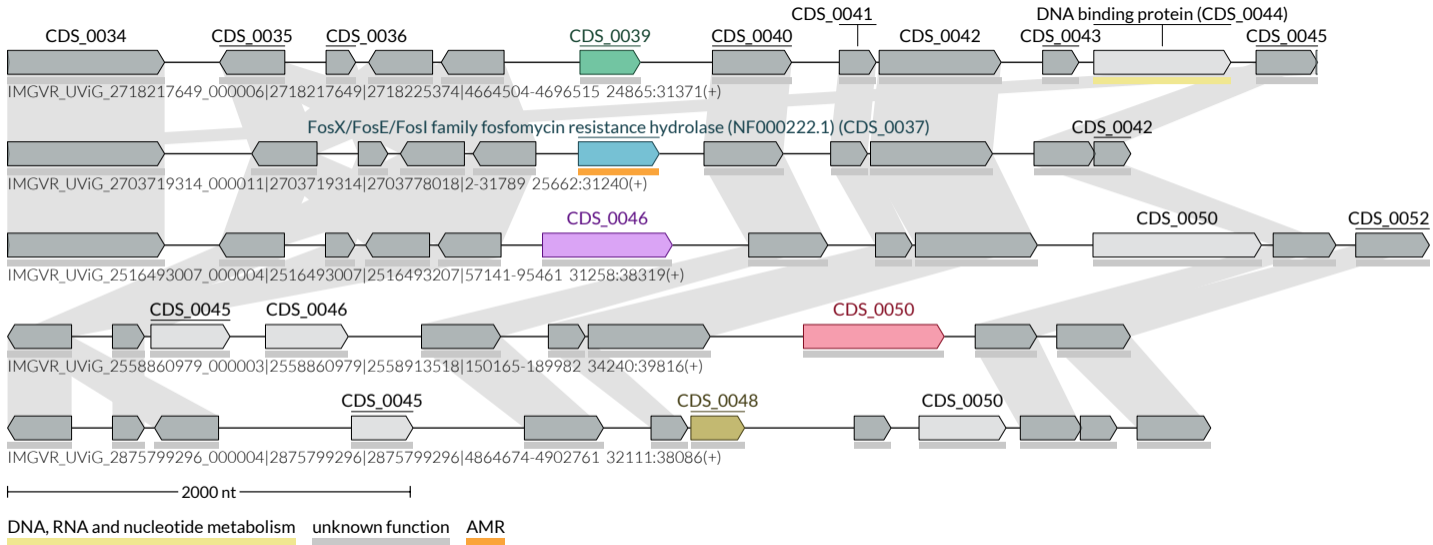 CDS_0034 CDS_0035 CDS_0036 CDS_0039 CDS_0040 CDS_0041 CDS_0042 CDS_0043 DNA binding protein (CDS_0044) CDS_0045
IMGVR_UViG_2718217649_000006|2718217649|2718225374|4664504-4696515 24865:31371(+)
FosX/FosE/FosI family fosfomycin resistance hydrolase (NF000222.1) (CDS_0037) CDS_0042
IMGVR_UViG_2703719314_000011|2703719314|2703778018|2-31789 25662:31240(+)
CDS_0046 CDS_0050 CDS_0052
IMGVR_UViG_2516493007_000004|2516493007|2516493207|57141-95461 31258:38319(+)
CDS_0045 CDS_0046 CDS_0050
IMGVR_UViG_2558860979_000003|2558860979|2558913518|150165-189982 34240:39816(+)
CDS_0045 CDS_0048 CDS_0050
IMGVR_UViG_2875799296_000004|2875799296|2875799296|4864674-4902761 32111:38086(+)
2000 nt
DNA, RNA and nucleotide metabolism unknown function AMR